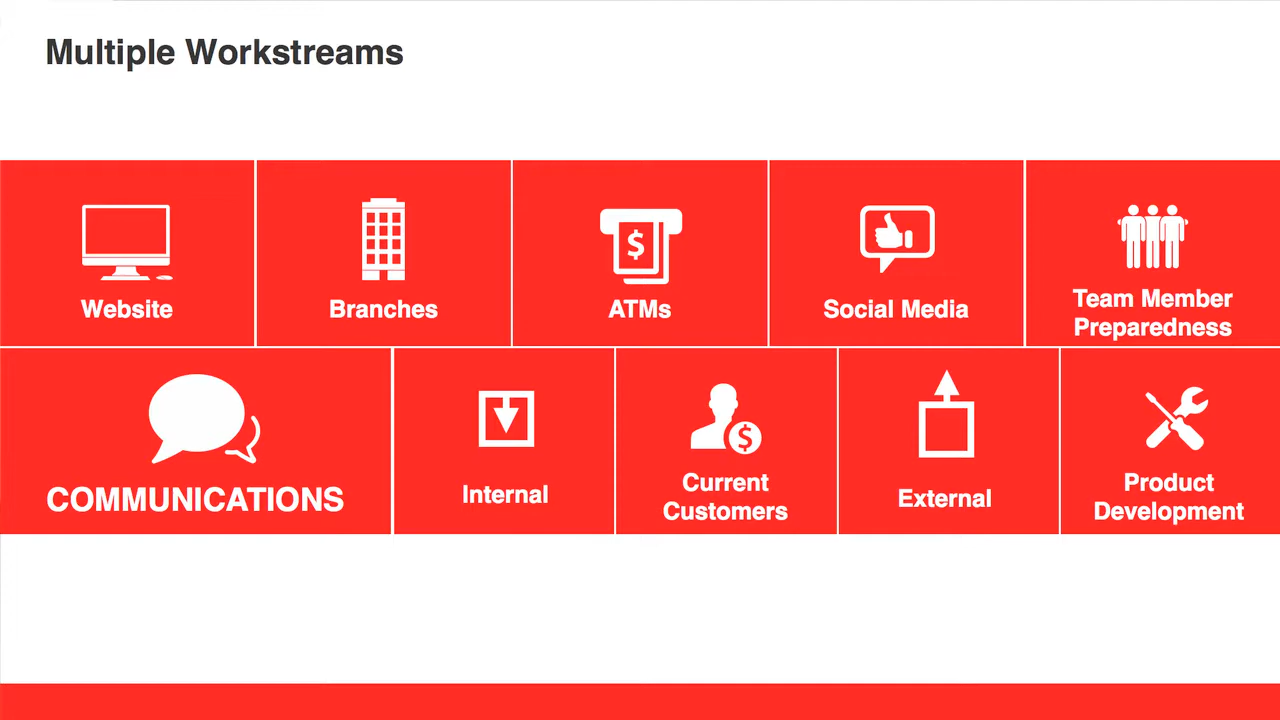 Multiple Workstreams
Website
Branches
$
ATMs
Social Media
Team Member
Preparedness
COMMUNICATIONS
Internal
$
Current
Customers
External
Product
Development